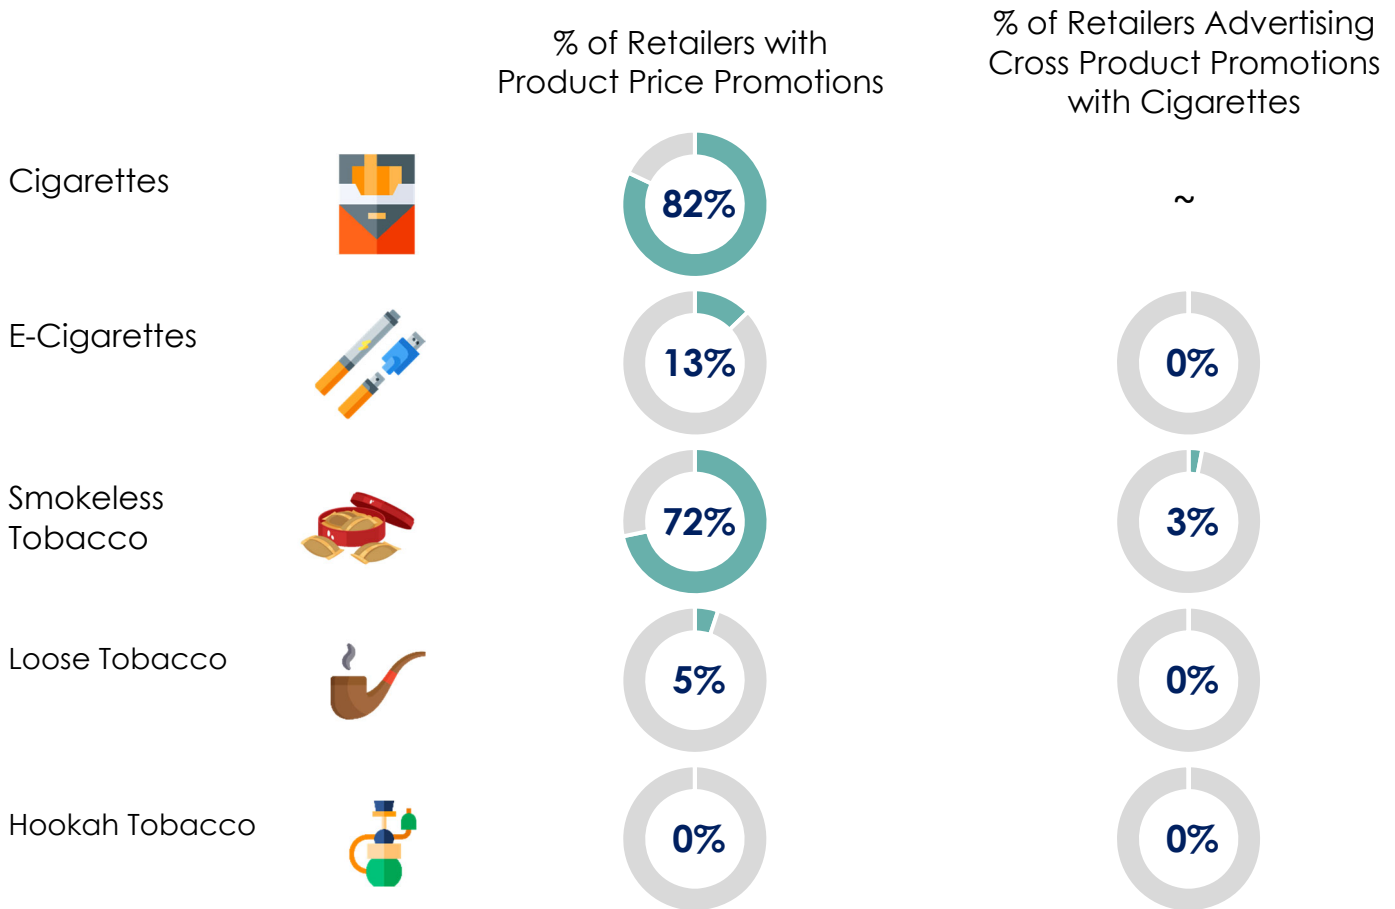 % of Retailers with
Product Price Promotions
% of Retailers Advertising
Cross Product Promotions
with Cigarettes
Cigarettes
82%
~
E-Cigarettes
13%
0%
Smokeless
Tobacco
72%
3%
Loose Tobacco
5%
0%
Hookah Tobacco
0%
0%